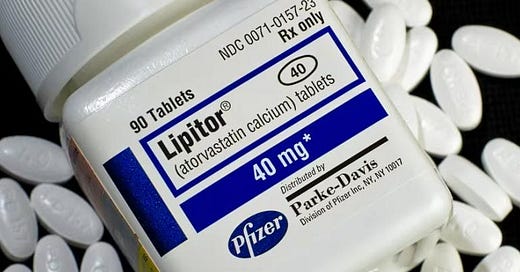 NDC 0071-0157-23
Rx only
90 Tablets
40
Lipitor®
(atorvastatin calcium) tablets
40 mg*
Distributed by
Parke-Davis
Division of Pfizer Inc, NY, NY 10017
Pfizer